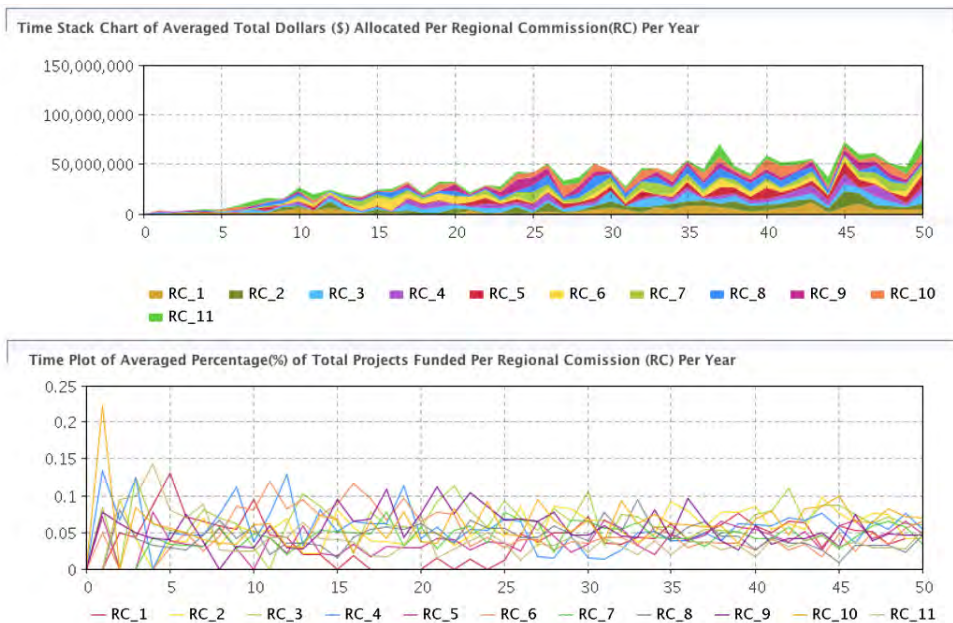 Time Stack Chart of Averaged Total Dollars ($) Allocated Per Regional Commission(RC) Per Year
150,000,000
100,000,000
50,000,000
0
0 5 10 15 20 25 30 35 40 45 50
RC_1 RC_2 RC_3 RC_4 RC_5 RC_6 RC_7 RC_8 RC_9 RC_10
RC_11
Time Plot of Averaged Percentage(%) of Total Projects Funded Per Regional Comission (RC) Per Year
0.25
0.2
0.15
0.1
0.05
0
0 5 10 15 20 25 30 35 40 45 50
RC_1 RC_2 RC_3 RC_4 RC_5 RC_6 RC_7 RC_8 RC_9 RC_10 RC_11